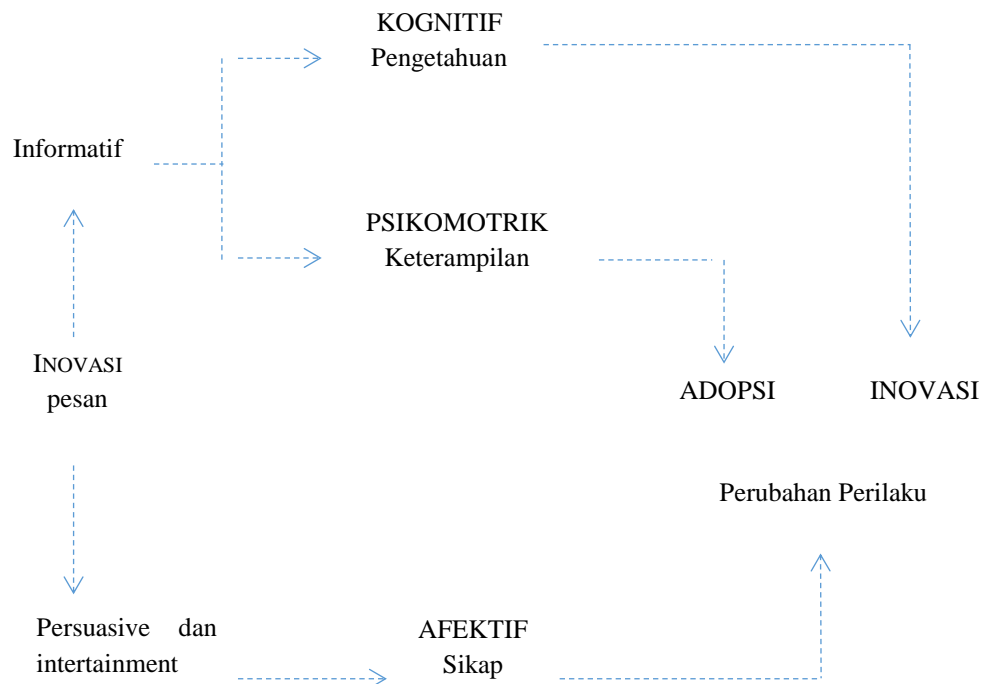 KOGNITIF
Pengetahuan
Informatif
PSIKOMOTRIK
Keterampilan
INOVASI
pesan
ADOPSI INOVASI
Perubahan Perilaku
Persuasive dan
intertainment
AFEKTIF
Sikap